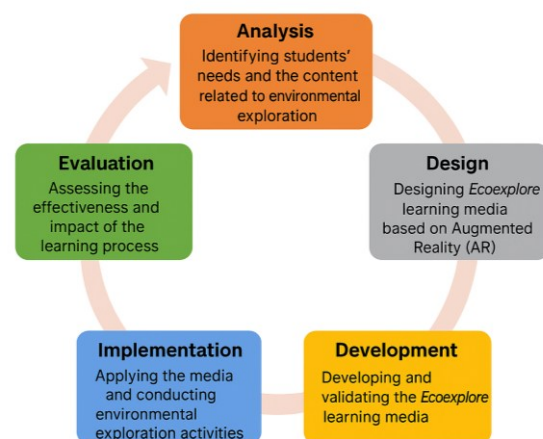 Analysis
Identifying students’
needs and the content
related to environmental
exploration
Design
Designing Ecoexplore
learning media
based on Augmented
Reality (AR)
Development
Developing and
validating the Ecoexplore
learning media
Implementation
Applying the media
and conducting
environmental
exploration activities
Evaluation
Assessing the
effectiveness and
impact of the
learning process